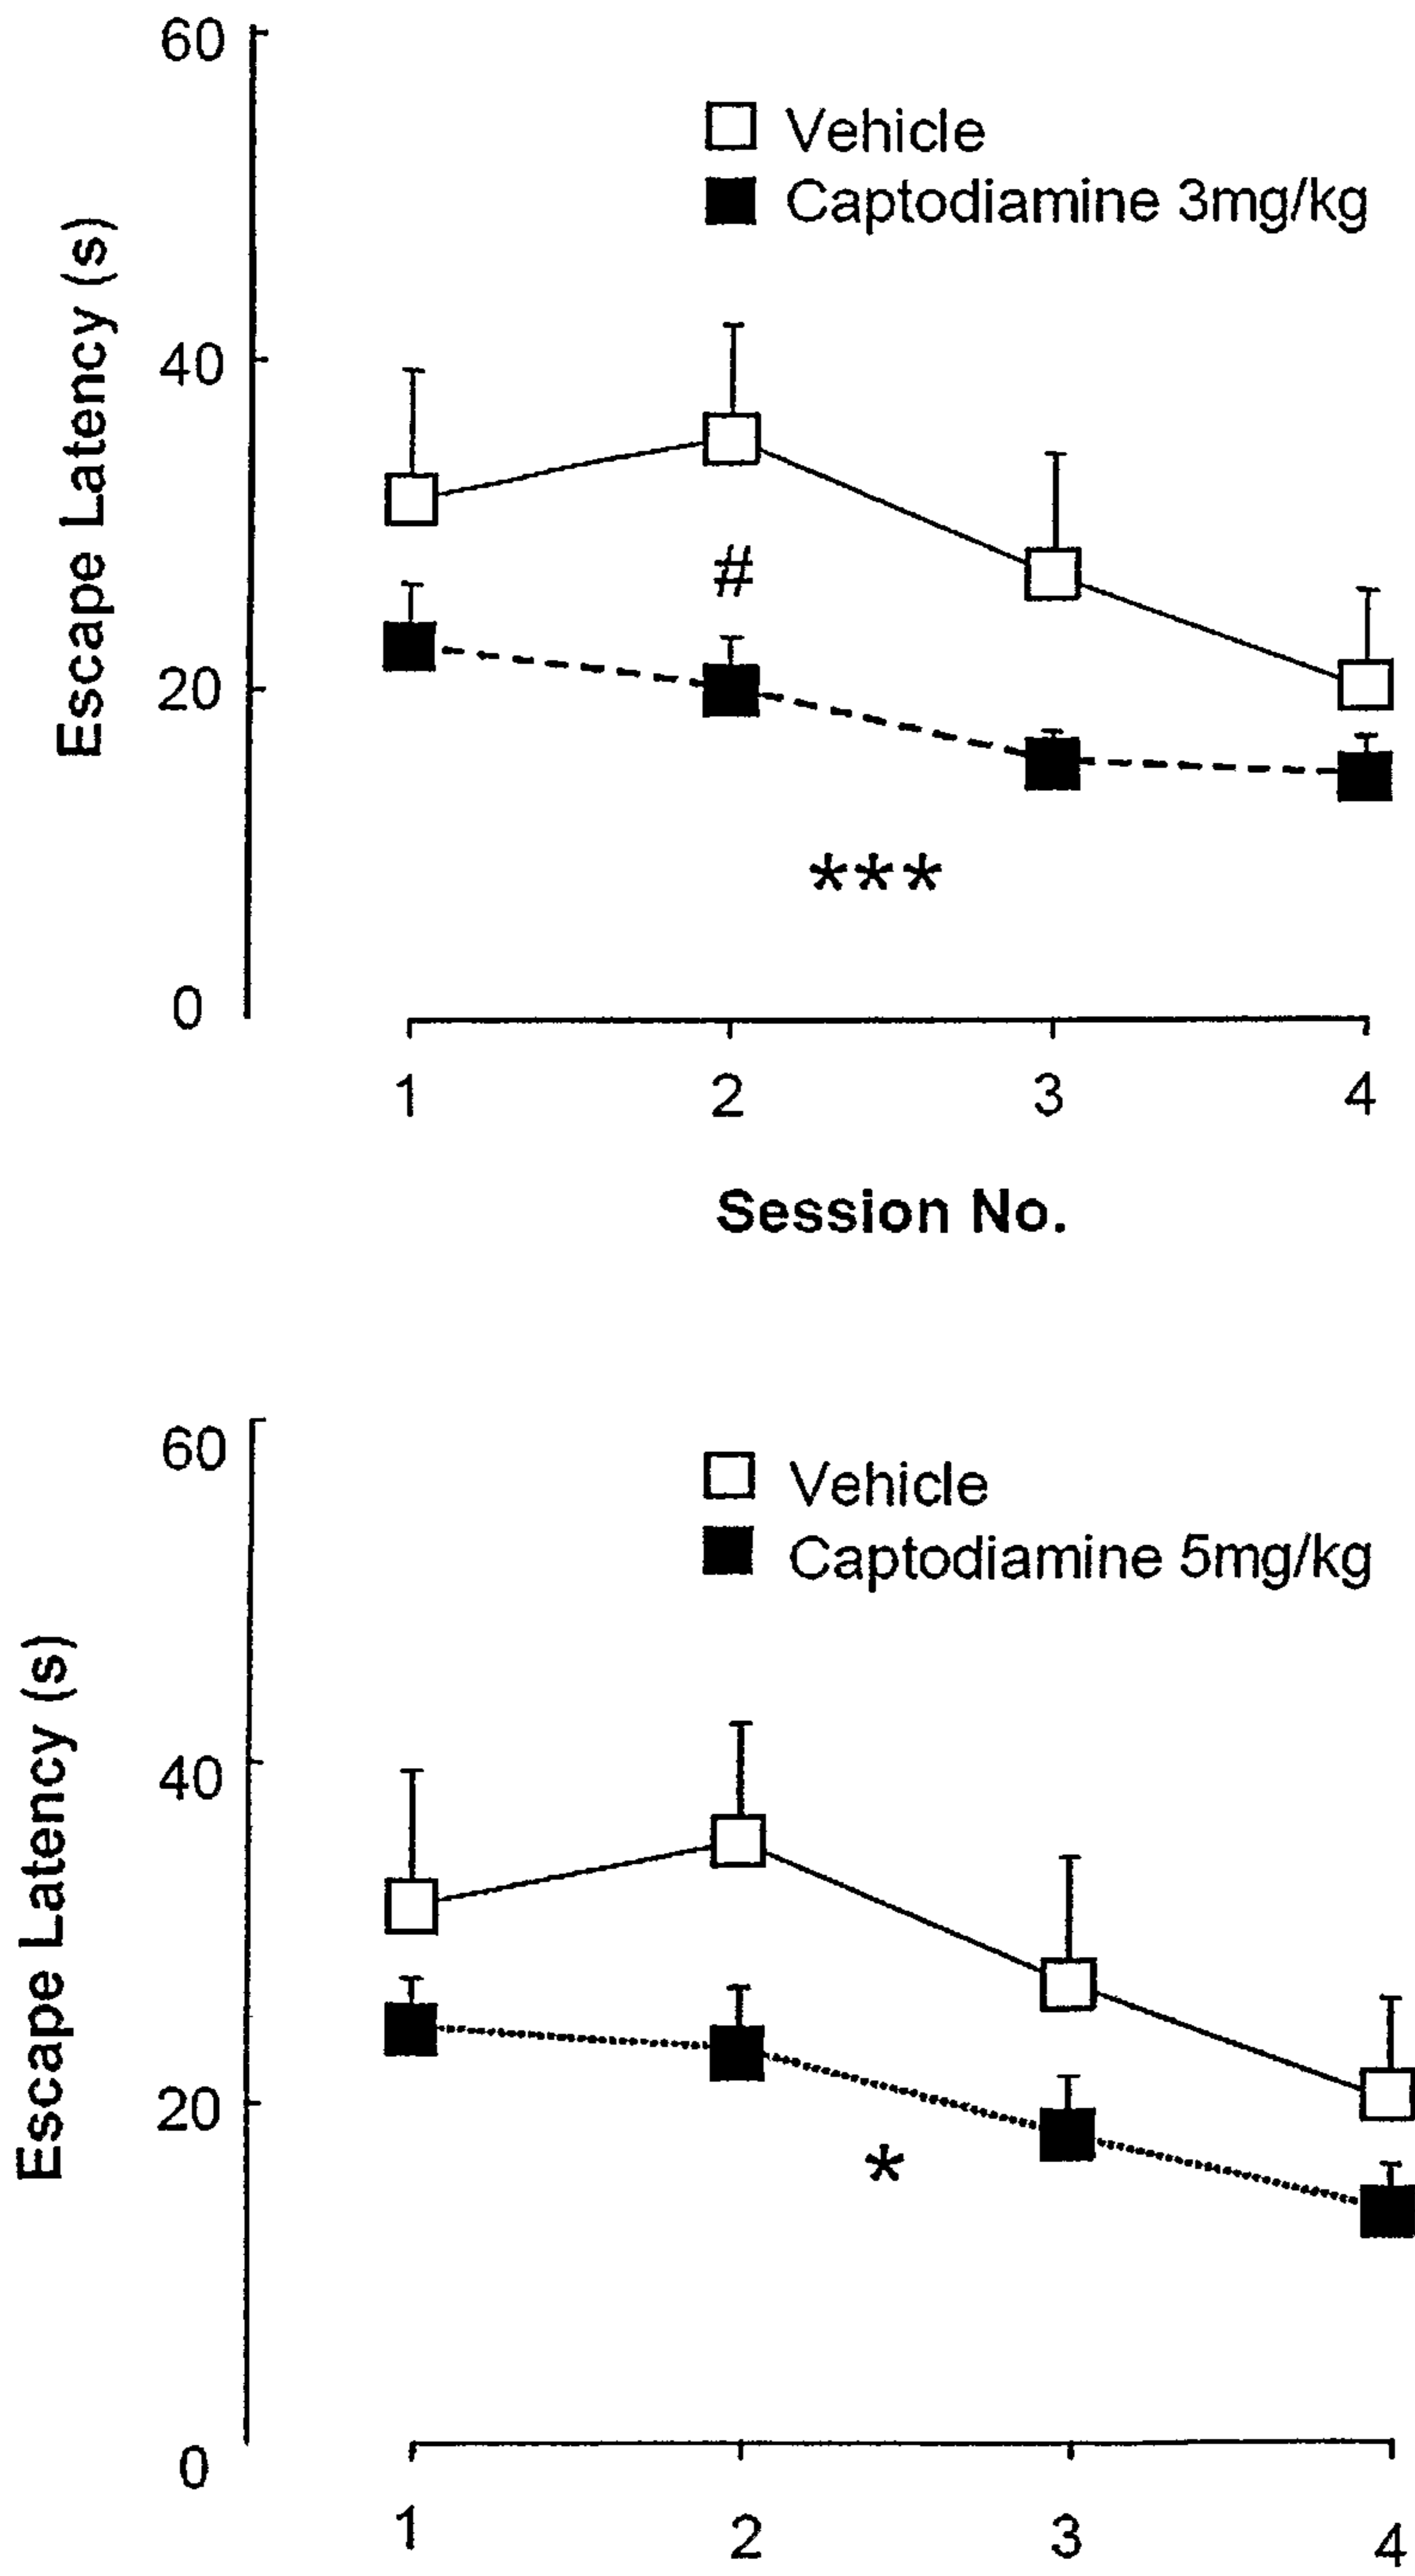 60
Vehicle
Captodiamine 3mg/kg
40
Escape Latency (s)
#
20
***
0
1 2 3 4
Session No.
60
Vehicle
Captodiamine 5mg/kg
40
Escape Latency (s)
20
*
0
1 2 3 4